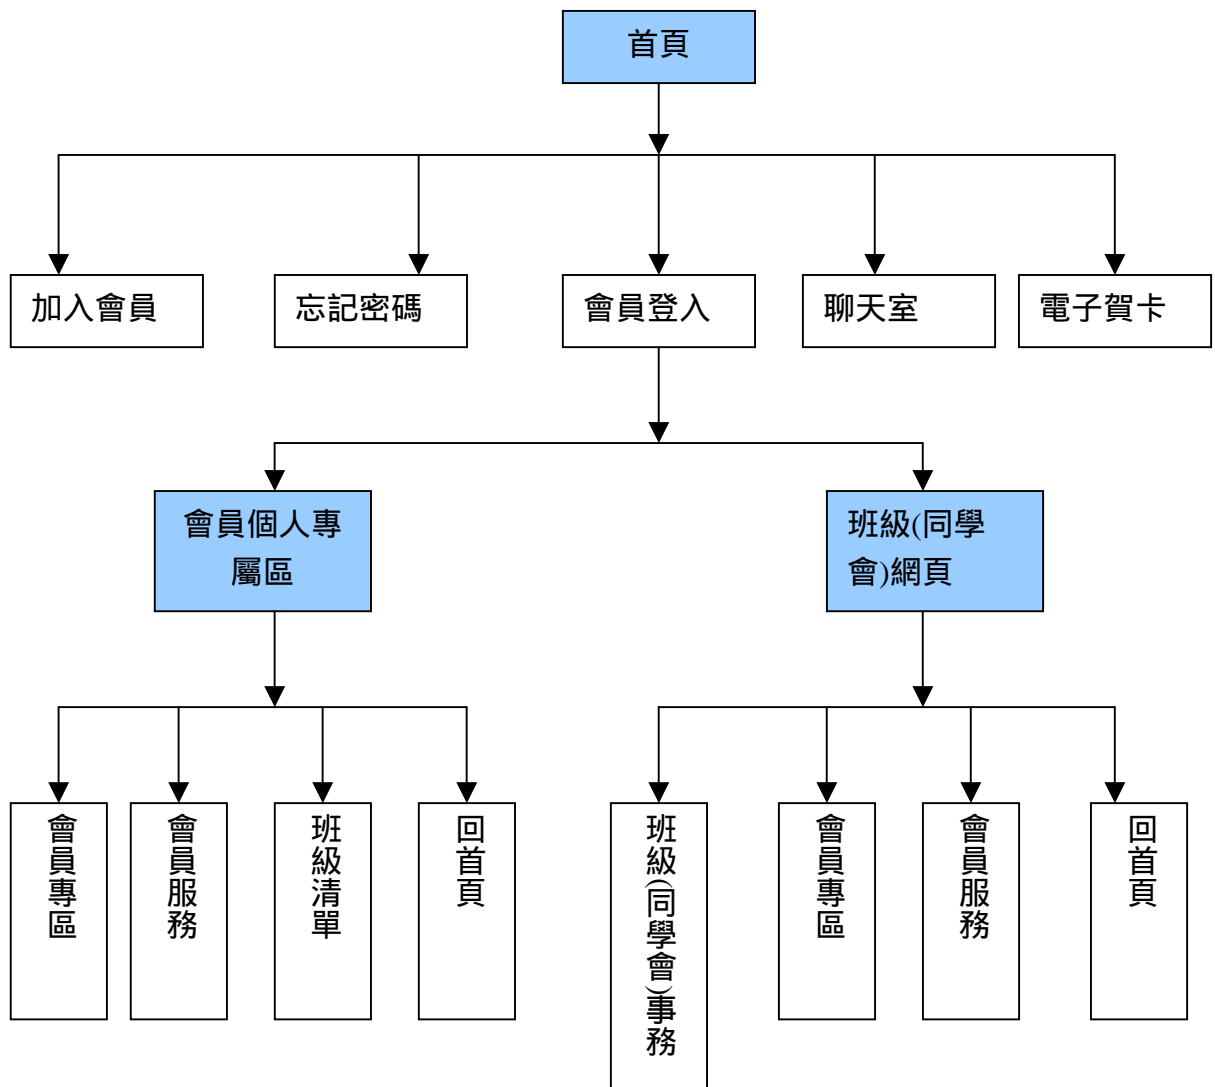 首頁
加入會員
忘記密碼
會員登入
聊天室
電子賀卡
會員個人專
屬區
班級(同學
會)網頁
會員專區
會員服務
班級清單
回首頁
班級(同學會)事務
會員專區
會員服務
回首頁